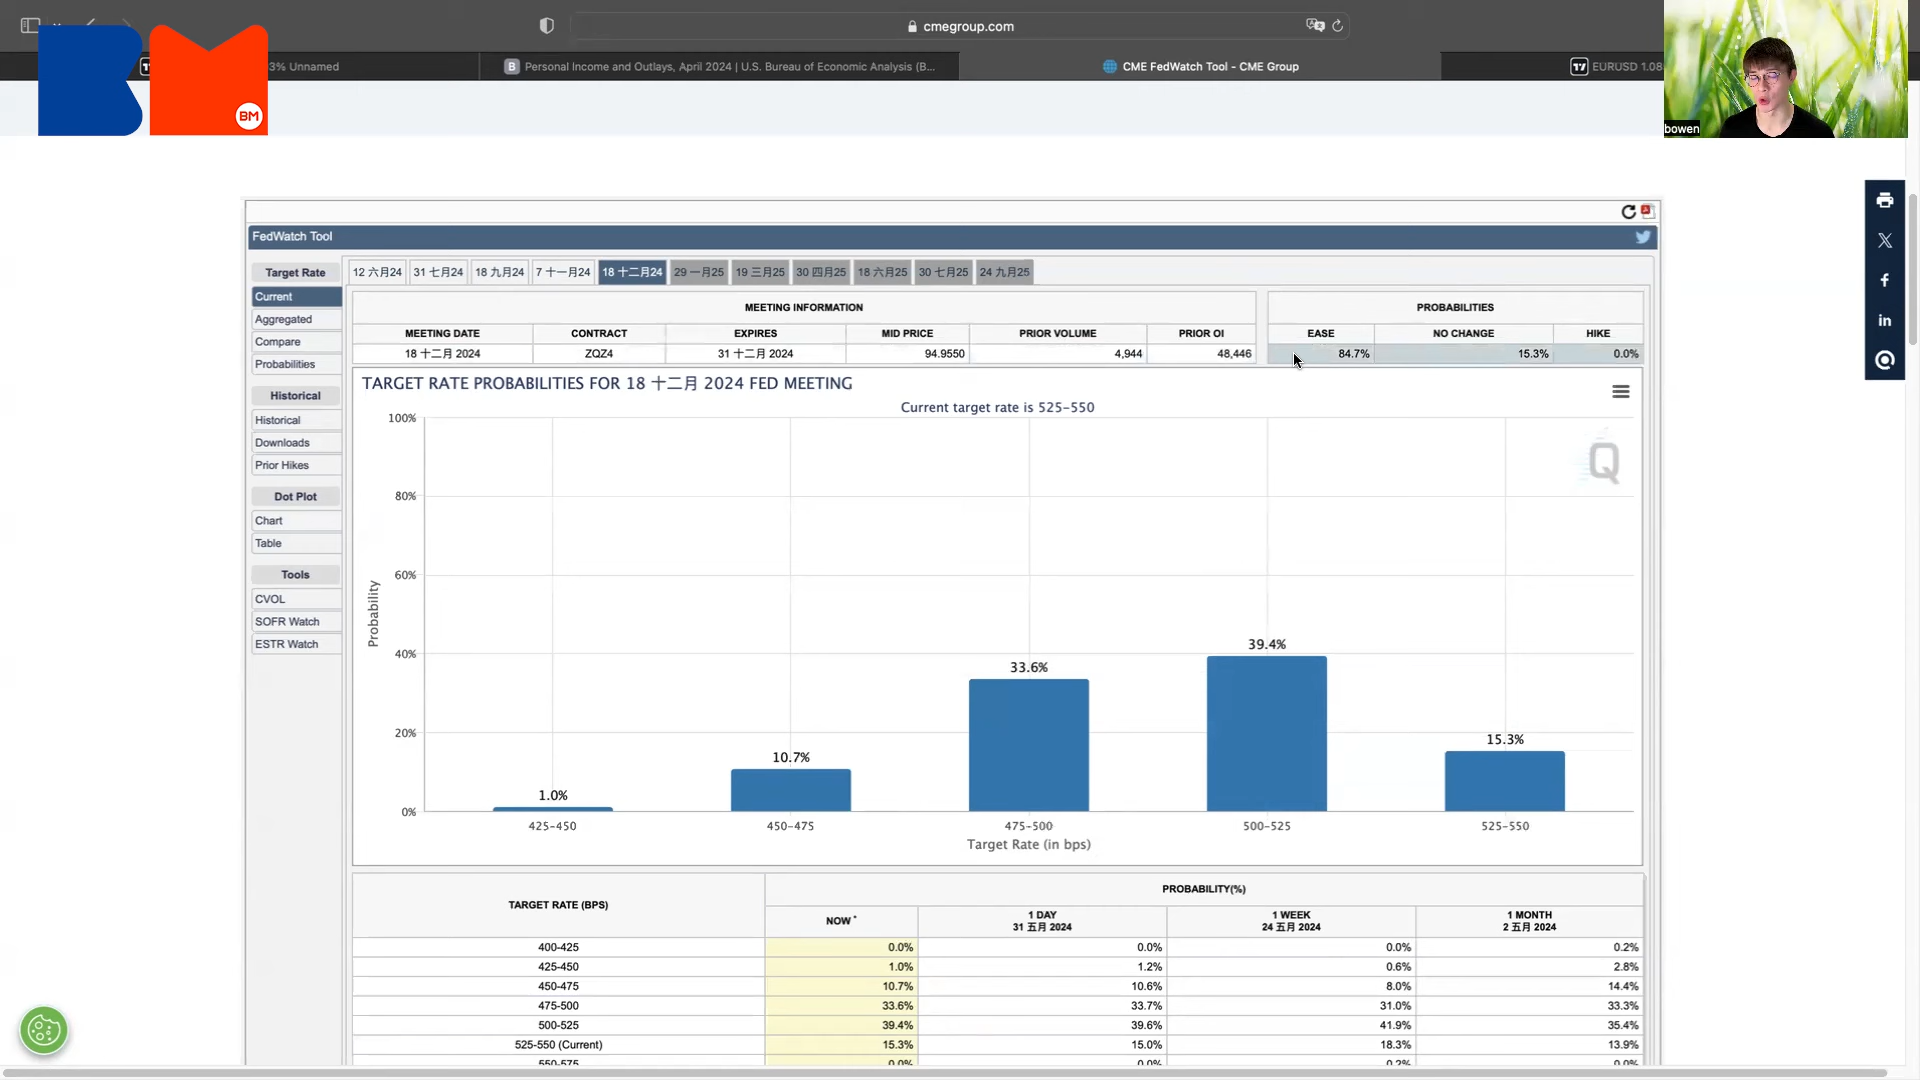 cmegroup.com
3% Unnamed
Personal Income and Outlays, April 2024 | U.S. Bureau of Economic Analysis (B...
CME FedWatch Tool - CME Group
EURUSD 1.08
BM
bowen
FedWatch Tool
Target Rate
Current
Aggregated
Compare
Probabilities
Historical
Historical
Downloads
Prior Hikes
Dot Plot
Chart
Table
Tools
CVOL
SOFR Watch
ESTR Watch
12 六月24 31 七月24 18 九月24 7 十一月24 18 十二月24 29 一月25 19 三月25 30 四月25 18 六月25 30 七月25 24 九月25
MEETING INFORMATION
MEETING DATE CONTRACT EXPIRES MID PRICE PRIOR VOLUME PRIOR OI
18 十二月 2024 ZQZ4 31 十二月 2024 94.9550 4,944 48,446
PROBABILITIES
EASE NO CHANGE HIKE
84.7% 15.3% 0.0%
TARGET RATE PROBABILITIES FOR 18 十二月 2024 FED MEETING
Current target rate is 525-550
100%
80%
60%
40%
20%
0%
Probability
Q
1.0%
10.7%
33.6%
39.4%
15.3%
425-450 450-475 475-500 500-525 525-550
Target Rate (in bps)
TARGET RATE (BPS)
PROBABILITY(%)
NOW *
1 DAY
31 五月 2024
1 WEEK
24 五月 2024
1 MONTH
2 五月 2024
400-425 0.0% 0.0% 0.0% 0.2%
425-450 1.0% 1.2% 0.6% 2.8%
450-475 10.7% 10.6% 8.0% 14.4%
475-500 33.6% 33.7% 31.0% 33.3%
500-525 39.4% 39.6% 41.9% 35.4%
525-550 (Current) 15.3% 15.0% 18.3% 13.9%
550-575 0.0% 0.0% 0.2% 0.0%